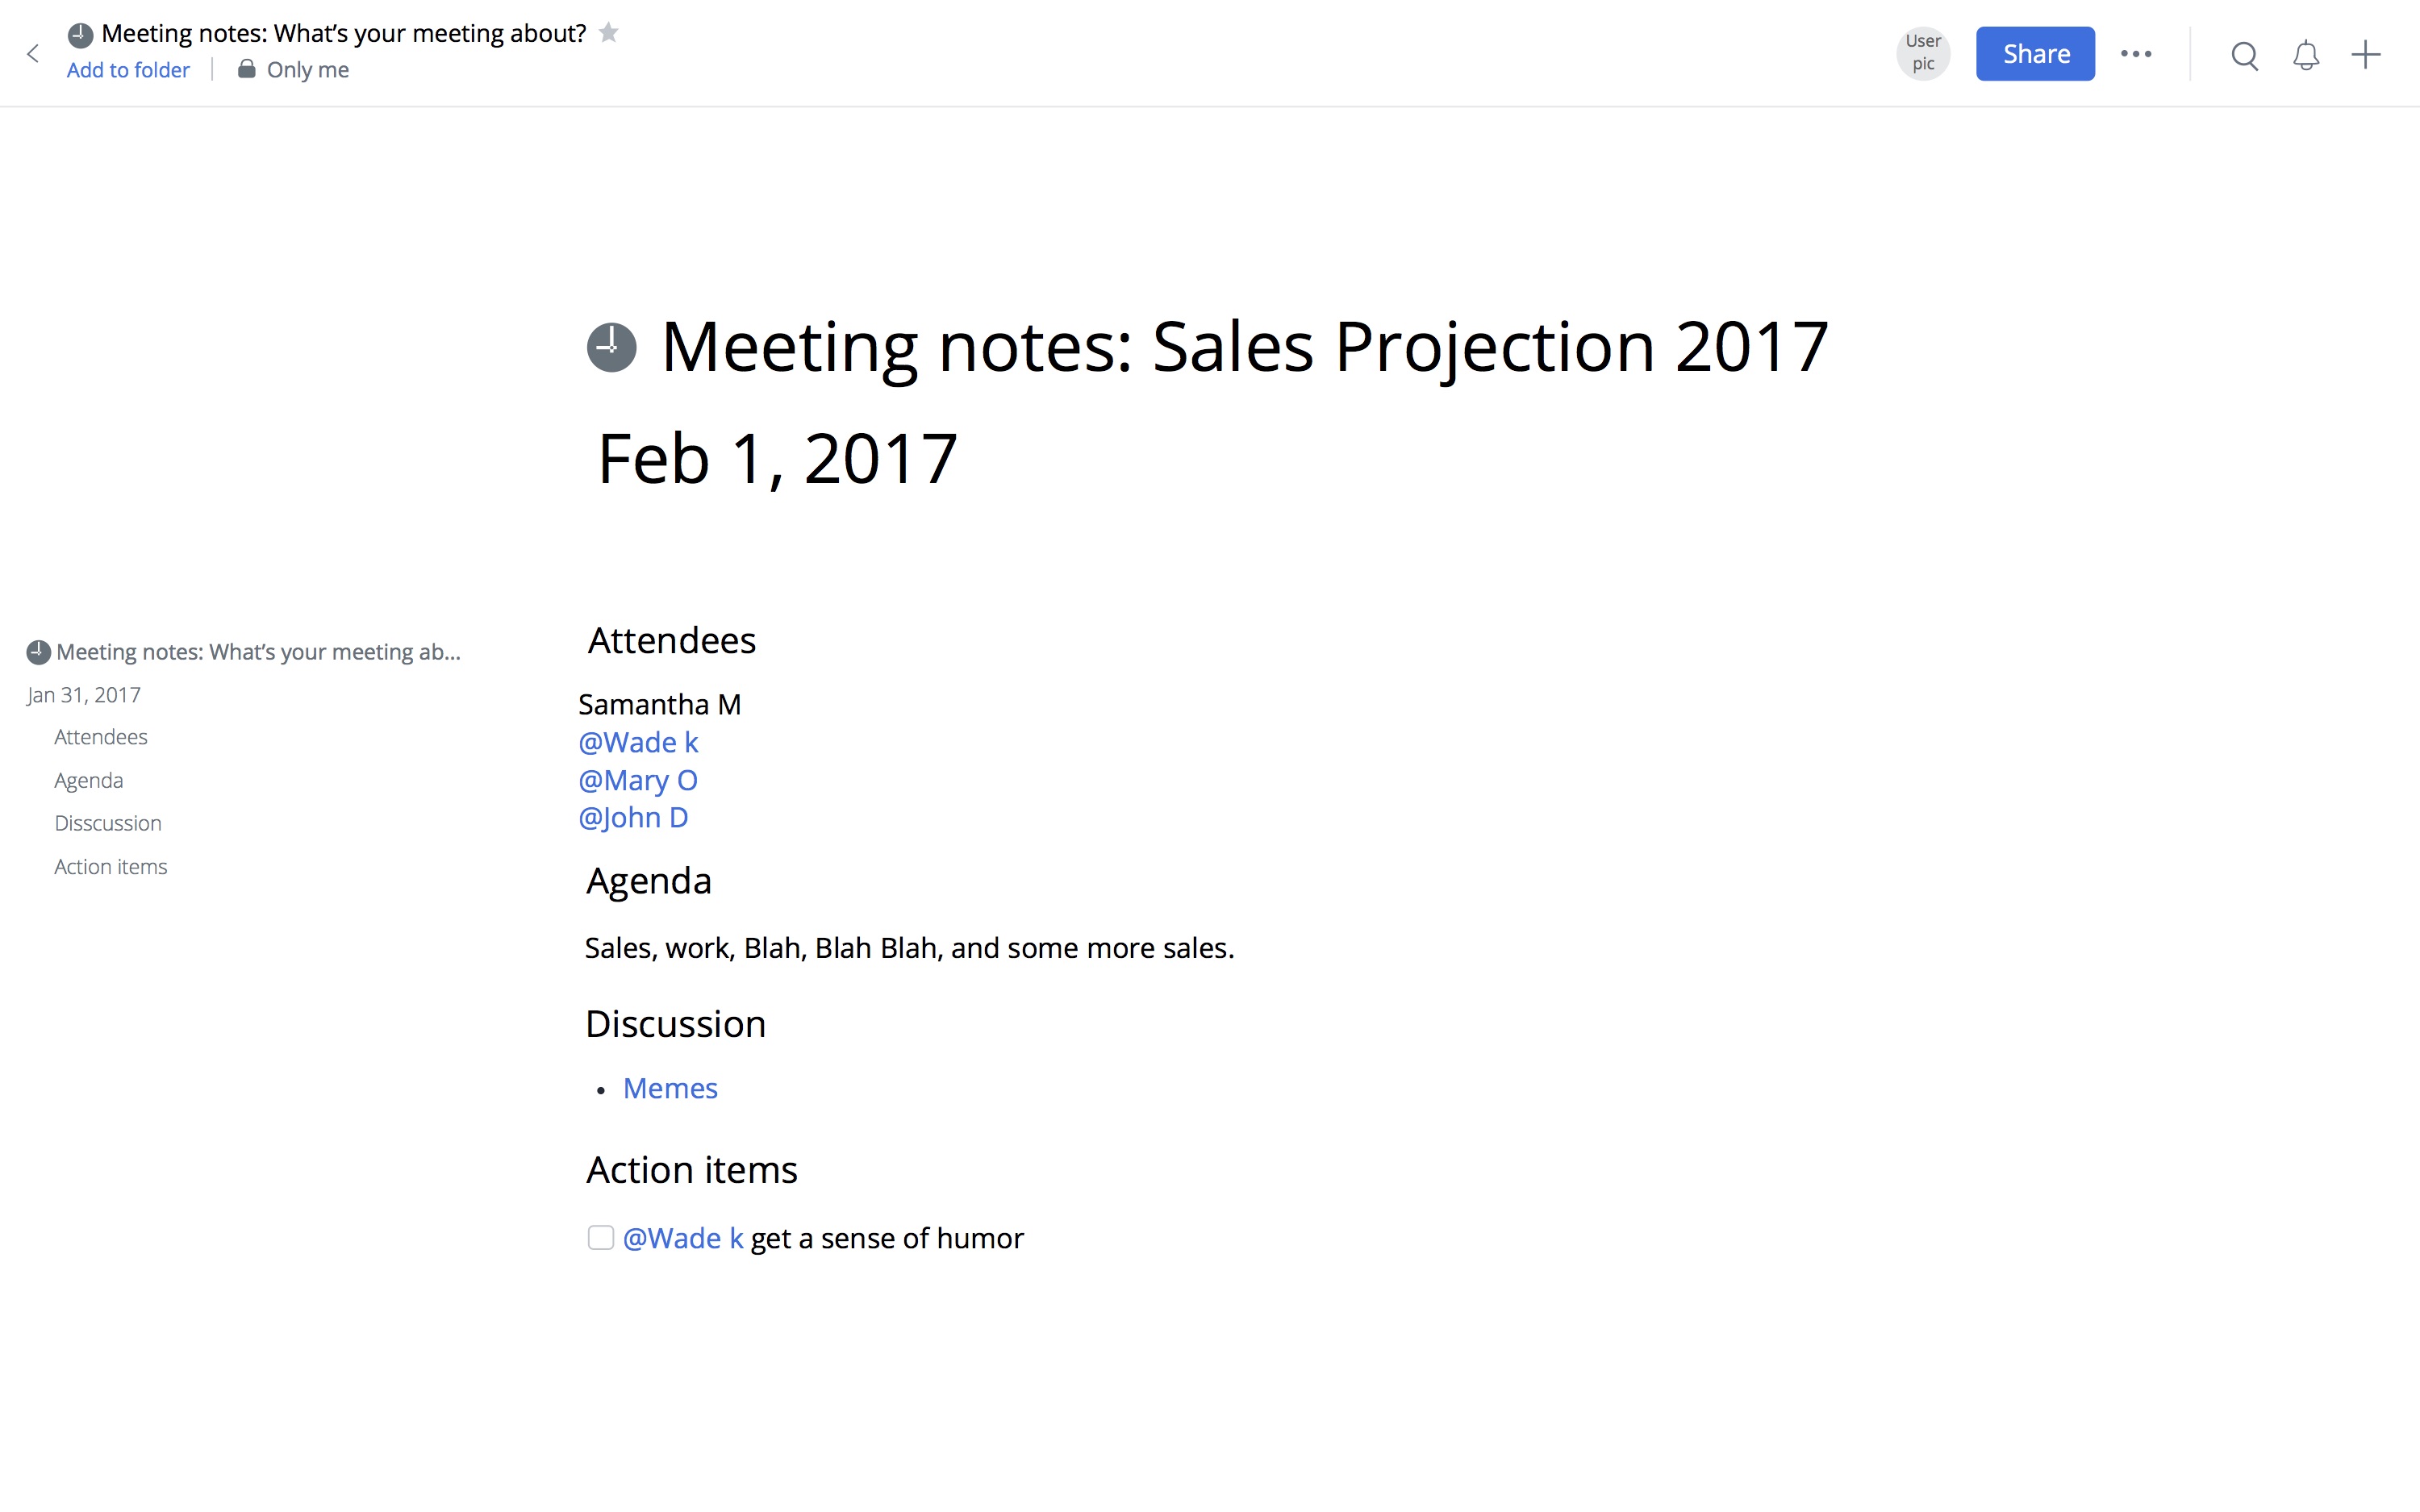 Meeting notes: What's your meeting about?
Add to folder
Only me
User
pic
Share
Meeting notes: Sales Projection 2017
Feb 1, 2017
Meeting notes: What's your meeting ab...
Jan 31, 2017
Attendees
Agenda
Disscussion
Action items
Attendees
Samantha M
@Wade k
@Mary O
@John D
Agenda
Sales, work, Blah, Blah Blah, and some more sales.
Discussion
• Memes
Action items
@Wade k get a sense of humor